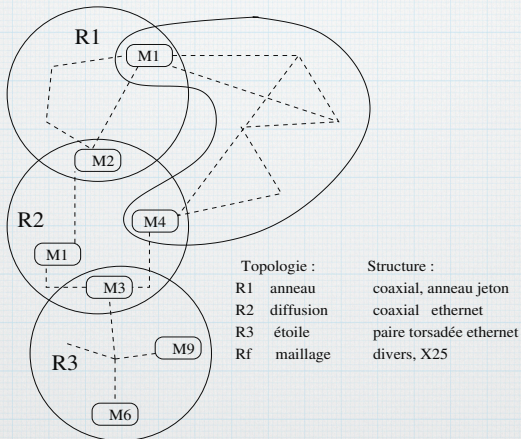 R1
M1
M2
R2
M4
M1
M3
R3
M9
M6
Topologie : Structure :
R1 anneau coaxial, anneau jeton
R2 diffusion coaxial ethernet
R3 étoile paire torsadée ethernet
Rf maillage divers, X25